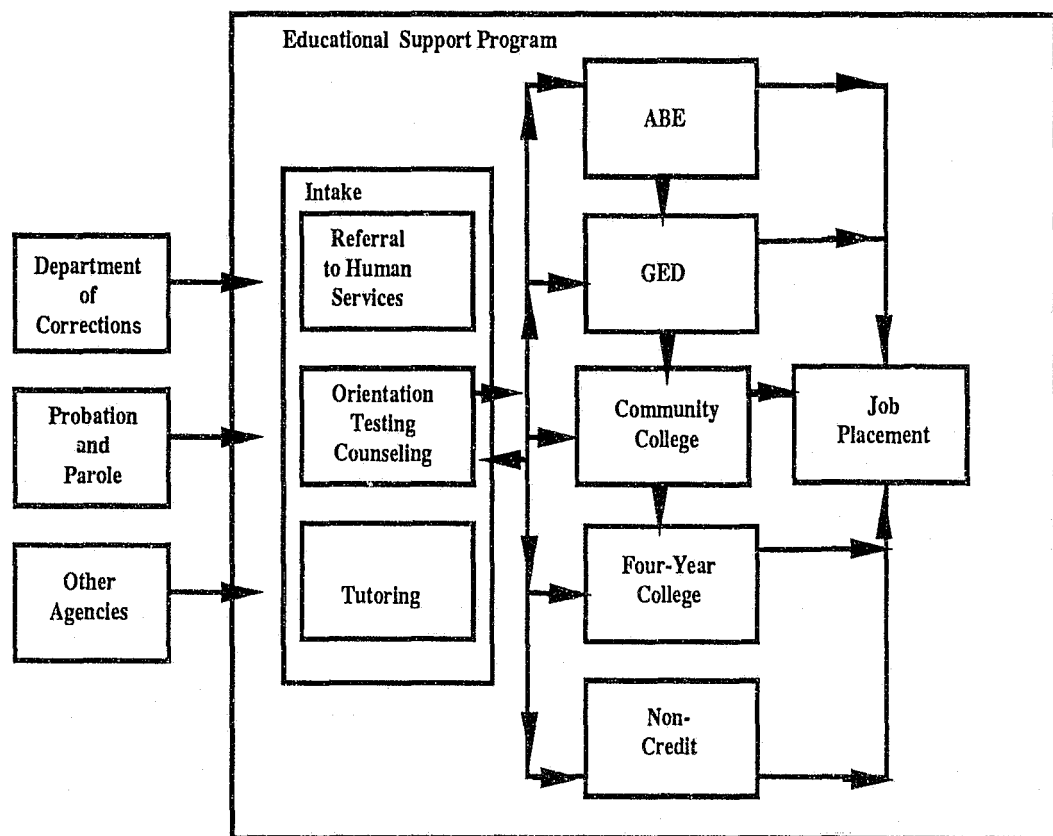 Educational Support Program
Intake
Referral
to Human
Services
Orientation
Testing
Counseling
Tutoring
Department
of
Corrections
Probation
and
Parole
Other
Agencies
ABE
GED
Community
College
Four-Year
College
Non-
Credit
Job
Placement